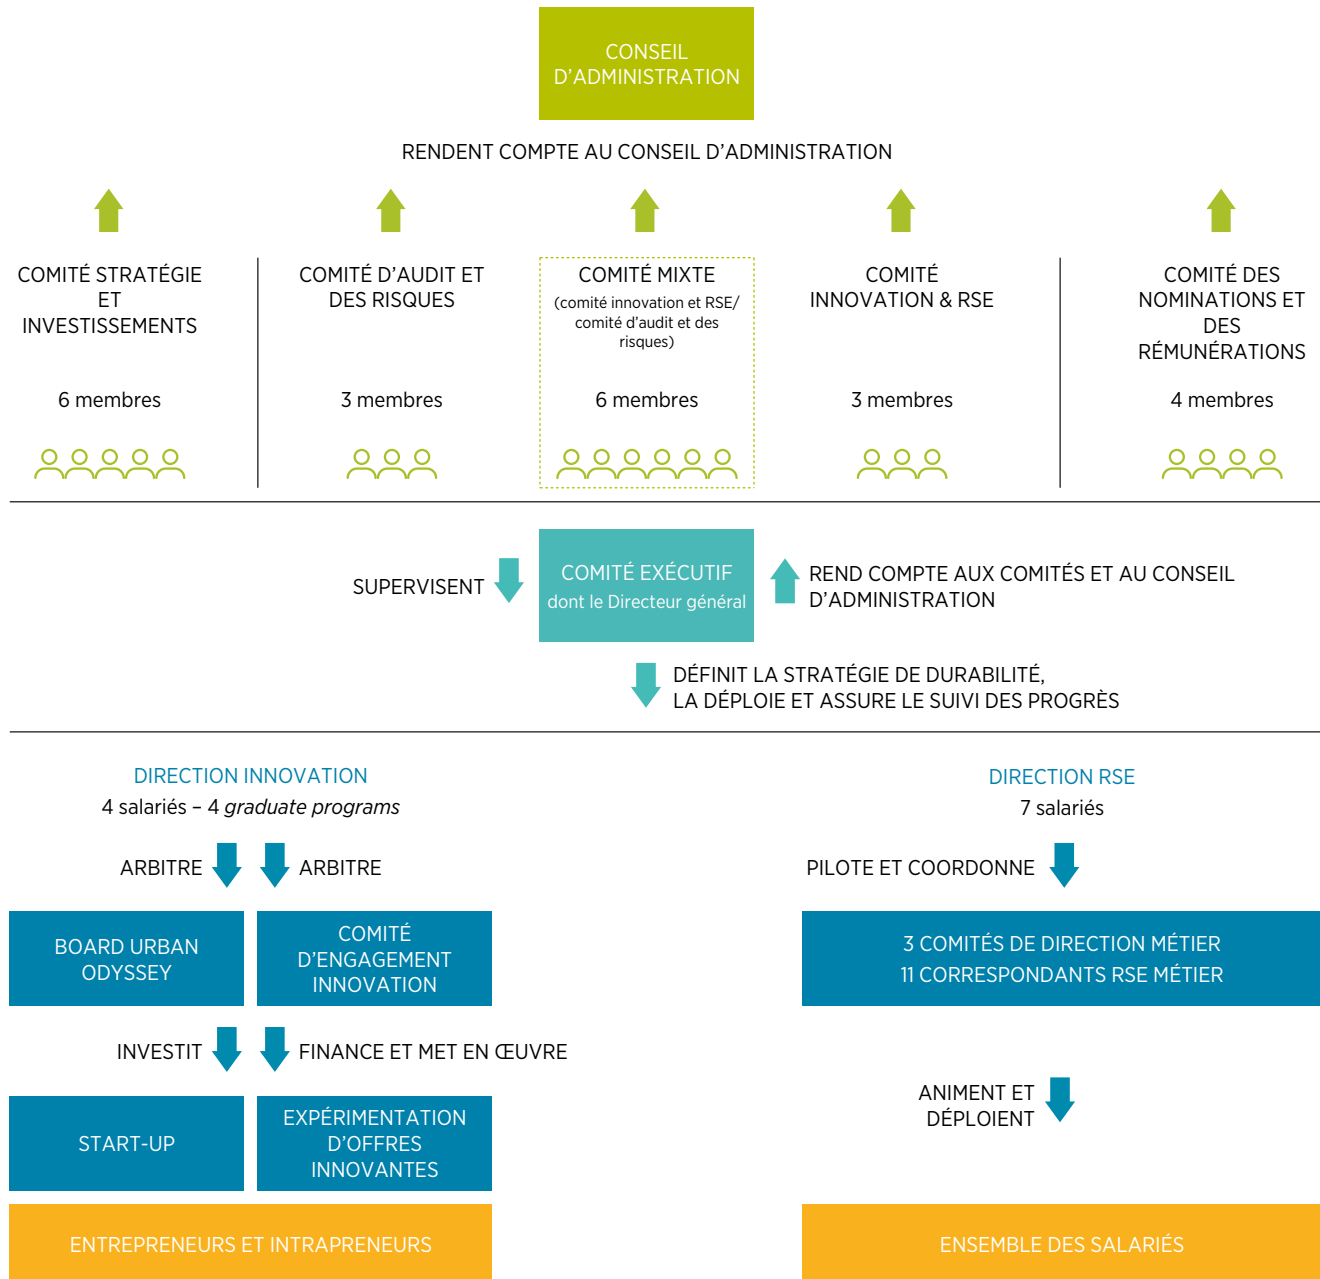 CONSEIL
D’ADMINISTRATION
RENDENT COMPTE AU CONSEIL D’ADMINISTRATION
COMITÉ STRATÉGIE
ET
INVESTISSEMENTS
6 membres
COMITÉ D’AUDIT ET
DES RISQUES
3 membres
COMITÉ MIXTE
(comité innovation et RSE/
comité d’audit et des
risques)
6 membres
COMITÉ
INNOVATION & RSE
3 membres
COMITÉ DES
NOMINATIONS ET
DES
RÉMUNÉRATIONS
4 membres
SUPERVISENT
COMITÉ EXÉCUTIF
dont le Directeur général
REND COMPTE AUX COMITÉS ET AU CONSEIL
D’ADMINISTRATION
DÉFINIT LA STRATÉGIE DE DURABILITÉ,
LA DÉPLOIE ET ASSURE LE SUIVI DES PROGRÈS
DIRECTION INNOVATION
4 salariés – 4 graduate programs
ARBITRE
ARBITRE
BOARD URBAN
ODYSSEY
COMITÉ
D’ENGAGEMENT
INNOVATION
INVESTIT
FINANCE ET MET EN ŒUVRE
START-UP
EXPÉRIMENTATION
D’OFFRES
INNOVANTES
ENTREPRENEURS ET INTRAPRENEURS
DIRECTION RSE
7 salariés
PILOTE ET COORDONNE
3 COMITÉS DE DIRECTION MÉTIER
11 CORRESPONDANTS RSE MÉTIER
ANIMENT ET
DÉPLOIENT
ENSEMBLE DES SALARIÉS